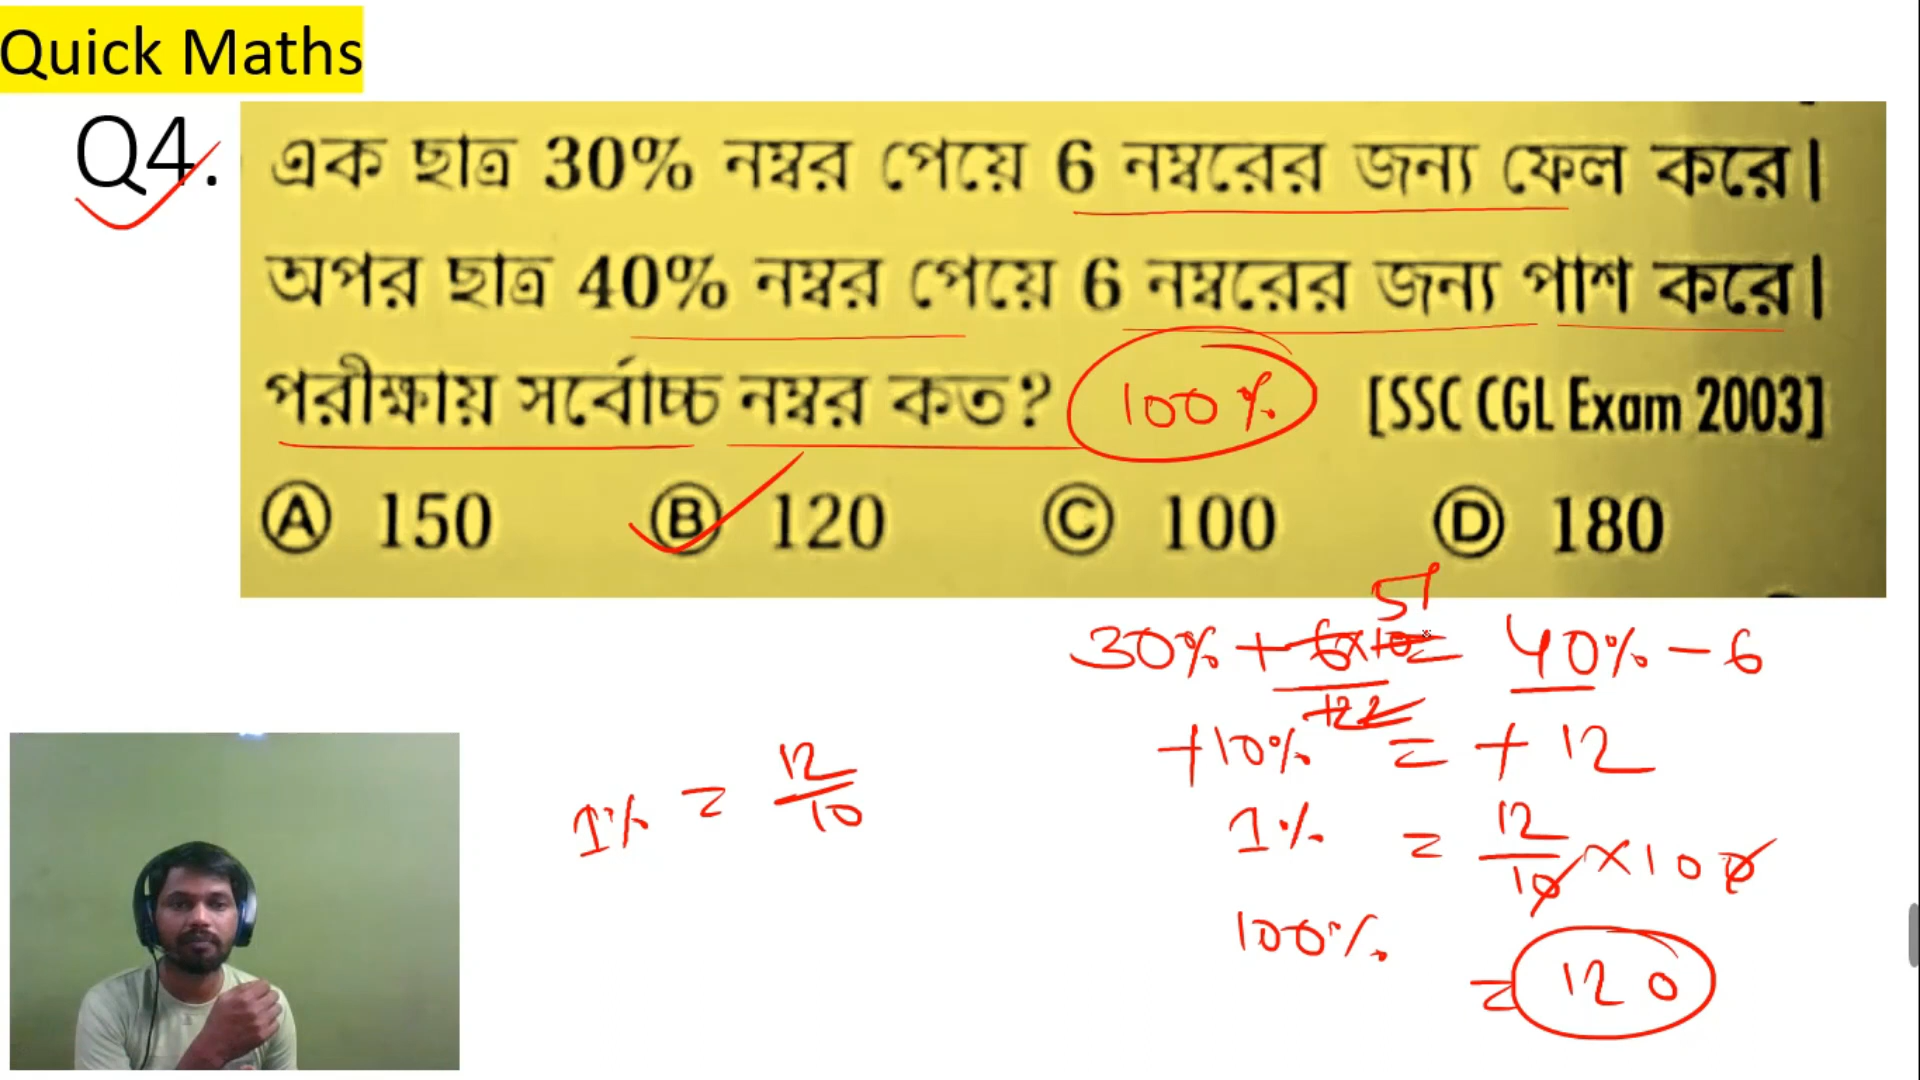 Quick Maths
Q4.
এক ছাত্র 30% নম্বর পেয়ে 6 নম্বরের জন্য ফেল করে।
অপর ছাত্র 40% নম্বর পেয়ে 6 নম্বরের জন্য পাশ করে।
পরীক্ষায় সর্বোচ্চ নম্বর কত? 100% [SSC CGL Exam 2003]
Ⓐ 150 Ⓑ 120 Ⓒ 100 Ⓓ 180
30% + = 40% - 6
+10% = + 12
1% = 12/10
1% = 12/10 × 100
100%
= 120